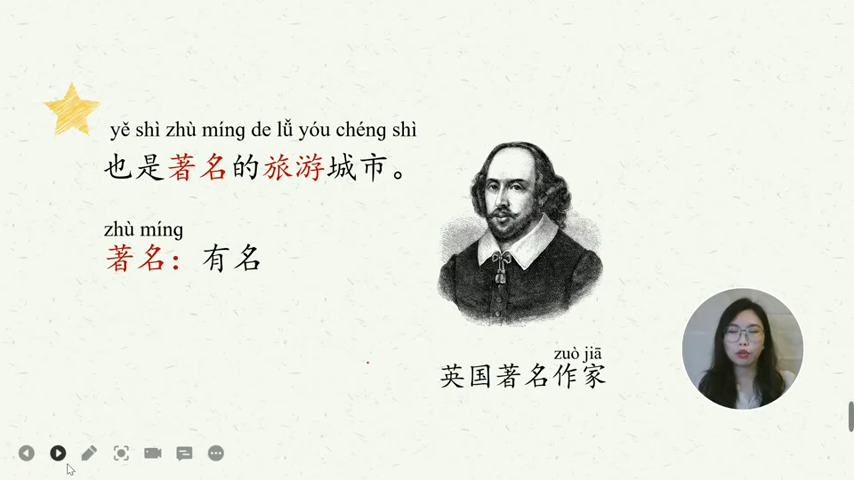 yě shì zhù míng de lǚ yóu chéng shì
也是著名的旅游城市。
zhù míng
著名：有名
zuò jiā
英国著名作家